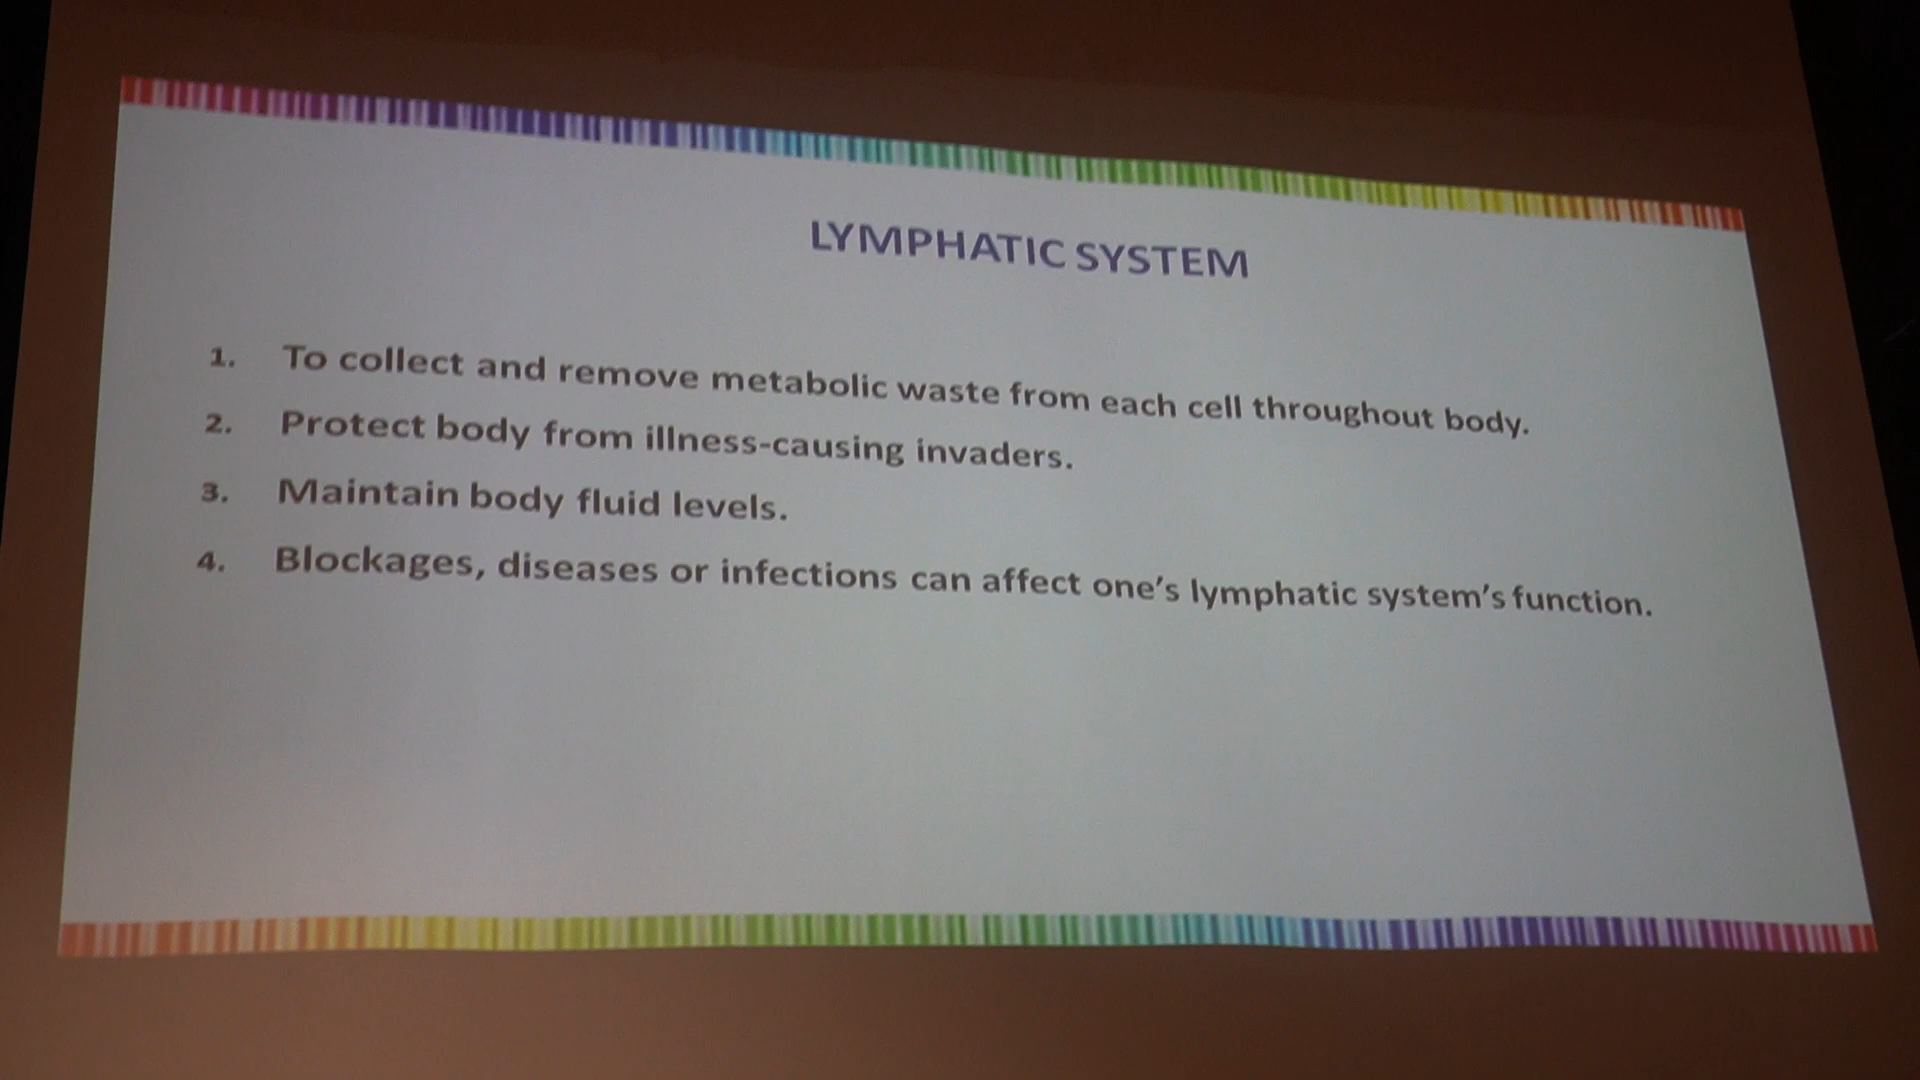 LYMPHATIC SYSTEM
1. To collect and remove metabolic waste from each cell throughout body.
2. Protect body from illness-causing invaders.
3. Maintain body fluid levels.
4. Blockages, diseases or infections can affect one’s lymphatic system’s function.